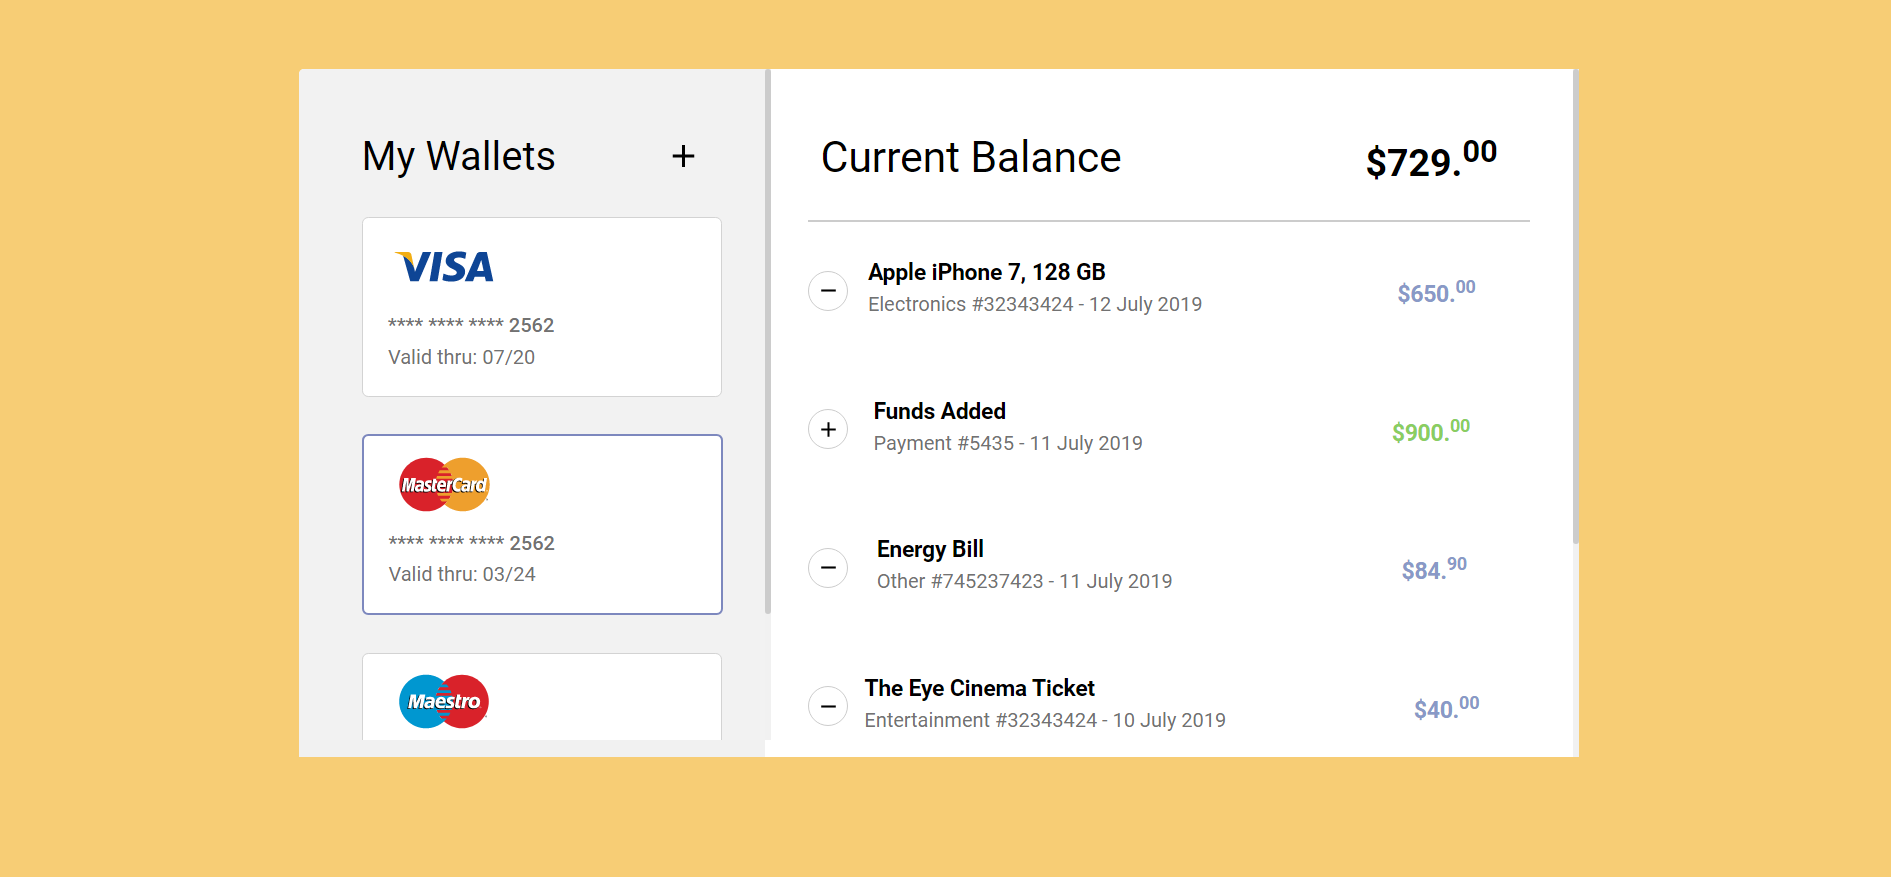 My Wallets +
VISA
**** **** **** 2562
Valid thru: 07/20
MasterCard
**** **** **** 2562
Valid thru: 03/24
Maestro
Current Balance $729.00
Apple iPhone 7, 128 GB
Electronics #32343424 - 12 July 2019
$650.00
Funds Added
Payment #5435 - 11 July 2019
$900.00
Energy Bill
Other #745237423 - 11 July 2019
$84.90
The Eye Cinema Ticket
Entertainment #32343424 - 10 July 2019
$40.00